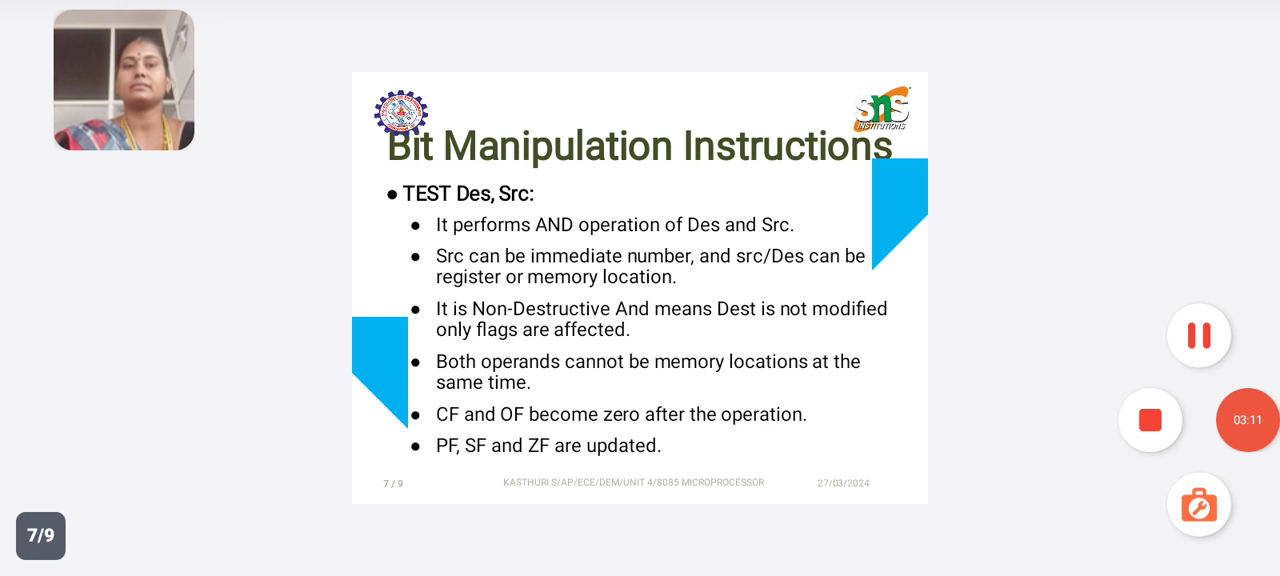 SNS
INSTITUTIONS
Bit Manipulation Instructions
● TEST Des, Src:
● It performs AND operation of Des and Src.
● Src can be immediate number, and src/Des can be
register or memory location.
● It is Non-Destructive And means Dest is not modified
only flags are affected.
● Both operands cannot be memory locations at the
same time.
● CF and OF become zero after the operation.
● PF, SF and ZF are updated.
7 / 9
KASTHURI S/AP/ECE/DEM/UNIT 4/8085 MICROPROCESSOR
27/03/2024
03:11
7/9